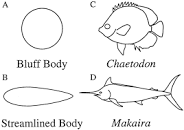 A
Bluff Body
C
Chaetodon
B
Streamlined Body
D
Makaira